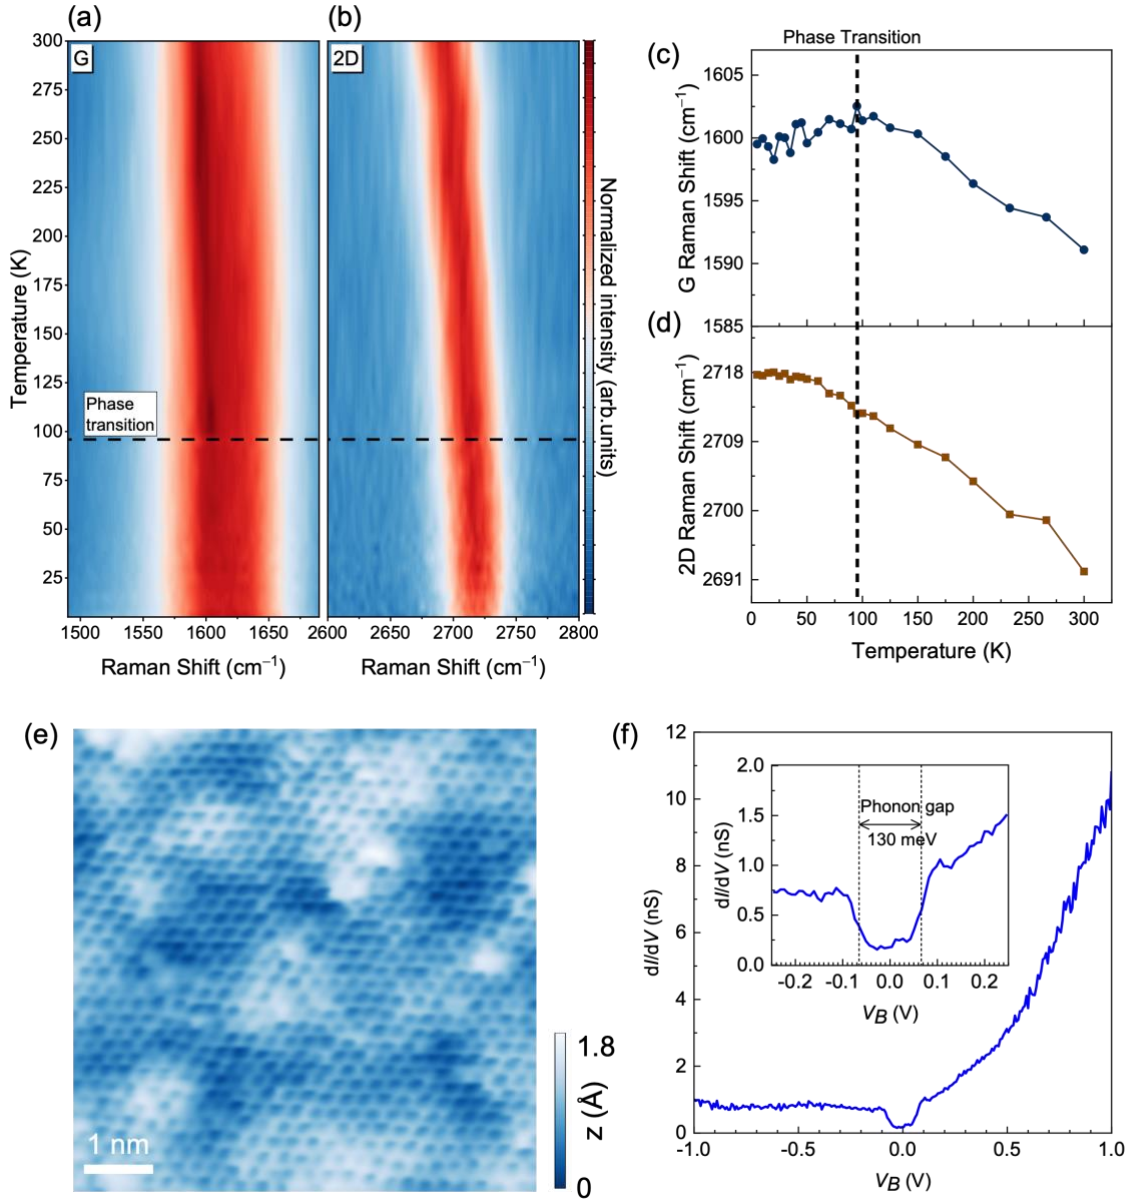 (a)
(b)
G
2D
300
275
250
225
200
175
150
125
100
75
50
25
Temperature (K)
Phase
transition
1500 1550 1600 1650
2600 2650 2700 2750 2800
Raman Shift (cm⁻¹)
Raman Shift (cm⁻¹)
Normalized intensity (arb.units)
Phase Transition
(c)
1605
1600
1595
1590
1585
G Raman Shift (cm⁻¹)
(d)
2718
2709
2700
2691
2D Raman Shift (cm⁻¹)
0 50 100 150 200 250 300
Temperature (K)
(e)
1 nm
1.8
z (Å)
0
(f)
12
10
8
6
4
2
0
dI/dV (nS)
-1.0 -0.5 0.0 0.5 1.0
V_B (V)
2.0
1.5
1.0
0.5
0.0
dI/dV (nS)
Phonon gap
130 meV
-0.2 -0.1 0.0 0.1 0.2
V_B (V)